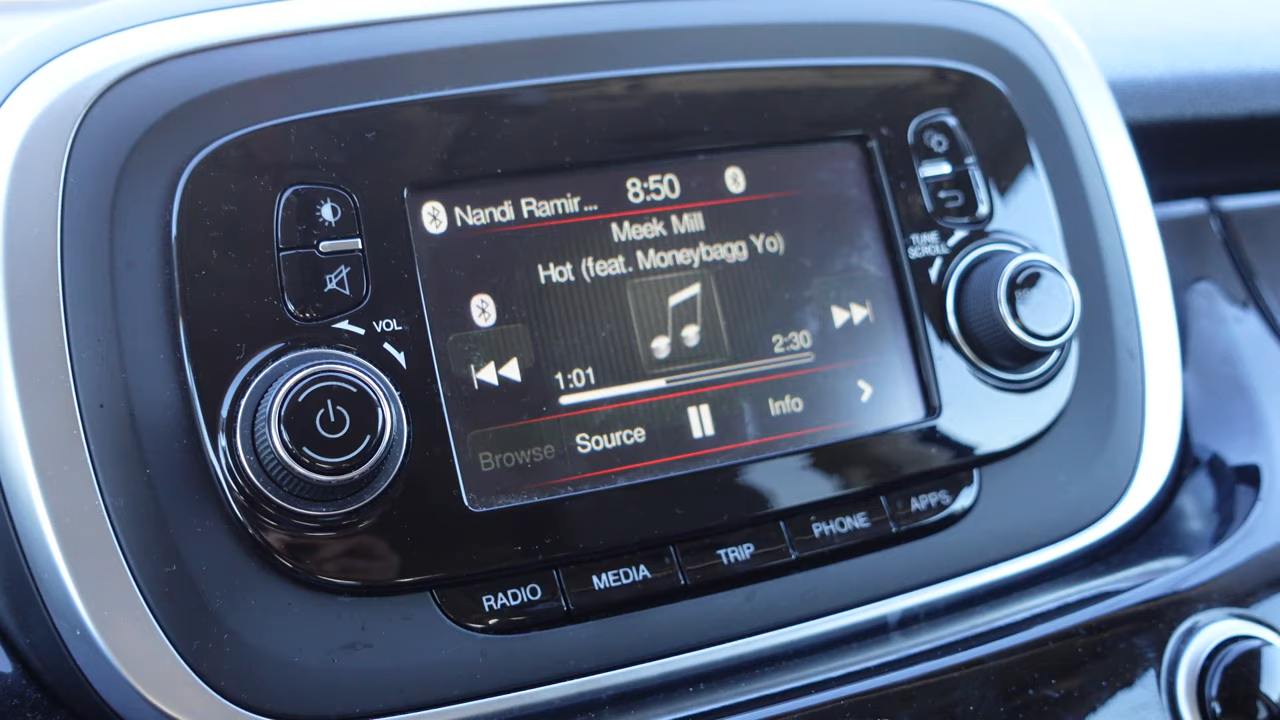 Nandi Ramir... 8:50
Meek Mill
Hot (feat. Moneybagg Yo)
1:01 2:30
Browse Source Info
VOL
TUNE
SCROLL
RADIO MEDIA TRIP PHONE APPS